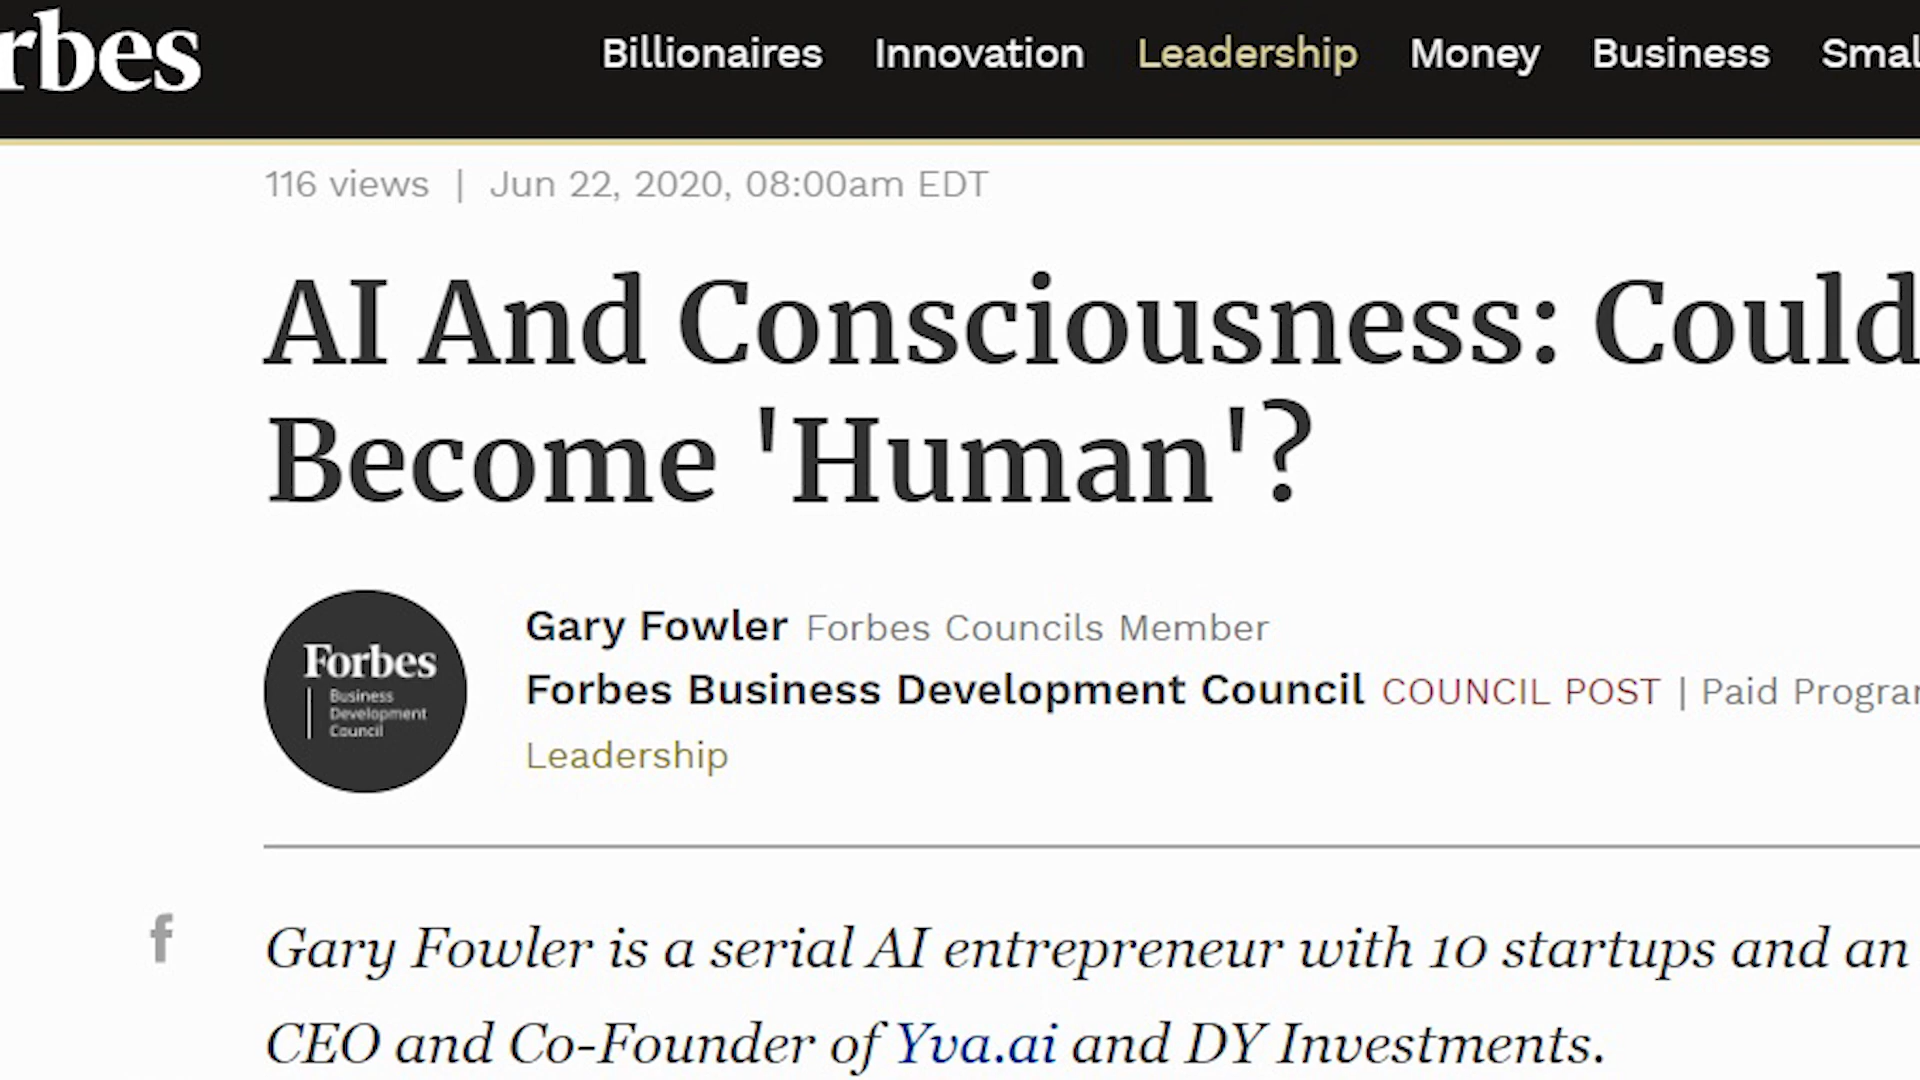 rbes
Billionaires Innovation Leadership Money Business Smal
116 views | Jun 22, 2020, 08:00am EDT
AI And Consciousness: Could
Become 'Human'?
Forbes
Business
Development
Council
Gary Fowler Forbes Councils Member
Forbes Business Development Council COUNCIL POST | Paid Progra
Leadership
f
Gary Fowler is a serial AI entrepreneur with 10 startups and an
CEO and Co-Founder of Yva.ai and DY Investments.